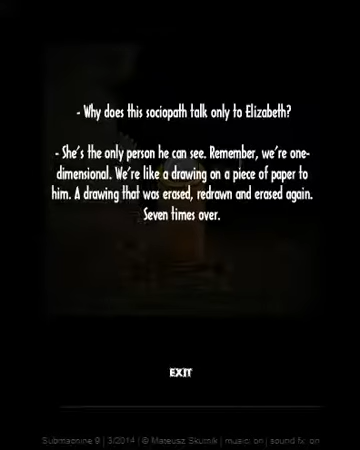 - Why does this sociopath talk only to Elizabeth?
- She's the only person he can see. Remember, we're one-
dimensional. We're like a drawing on a piece of paper to
him. A drawing that was erased, redrawn and erased again.
Seven times over.
EXIT
Submachine 9 | 3/2014 | © Mateusz Skutnik | music: on | sound fx: on